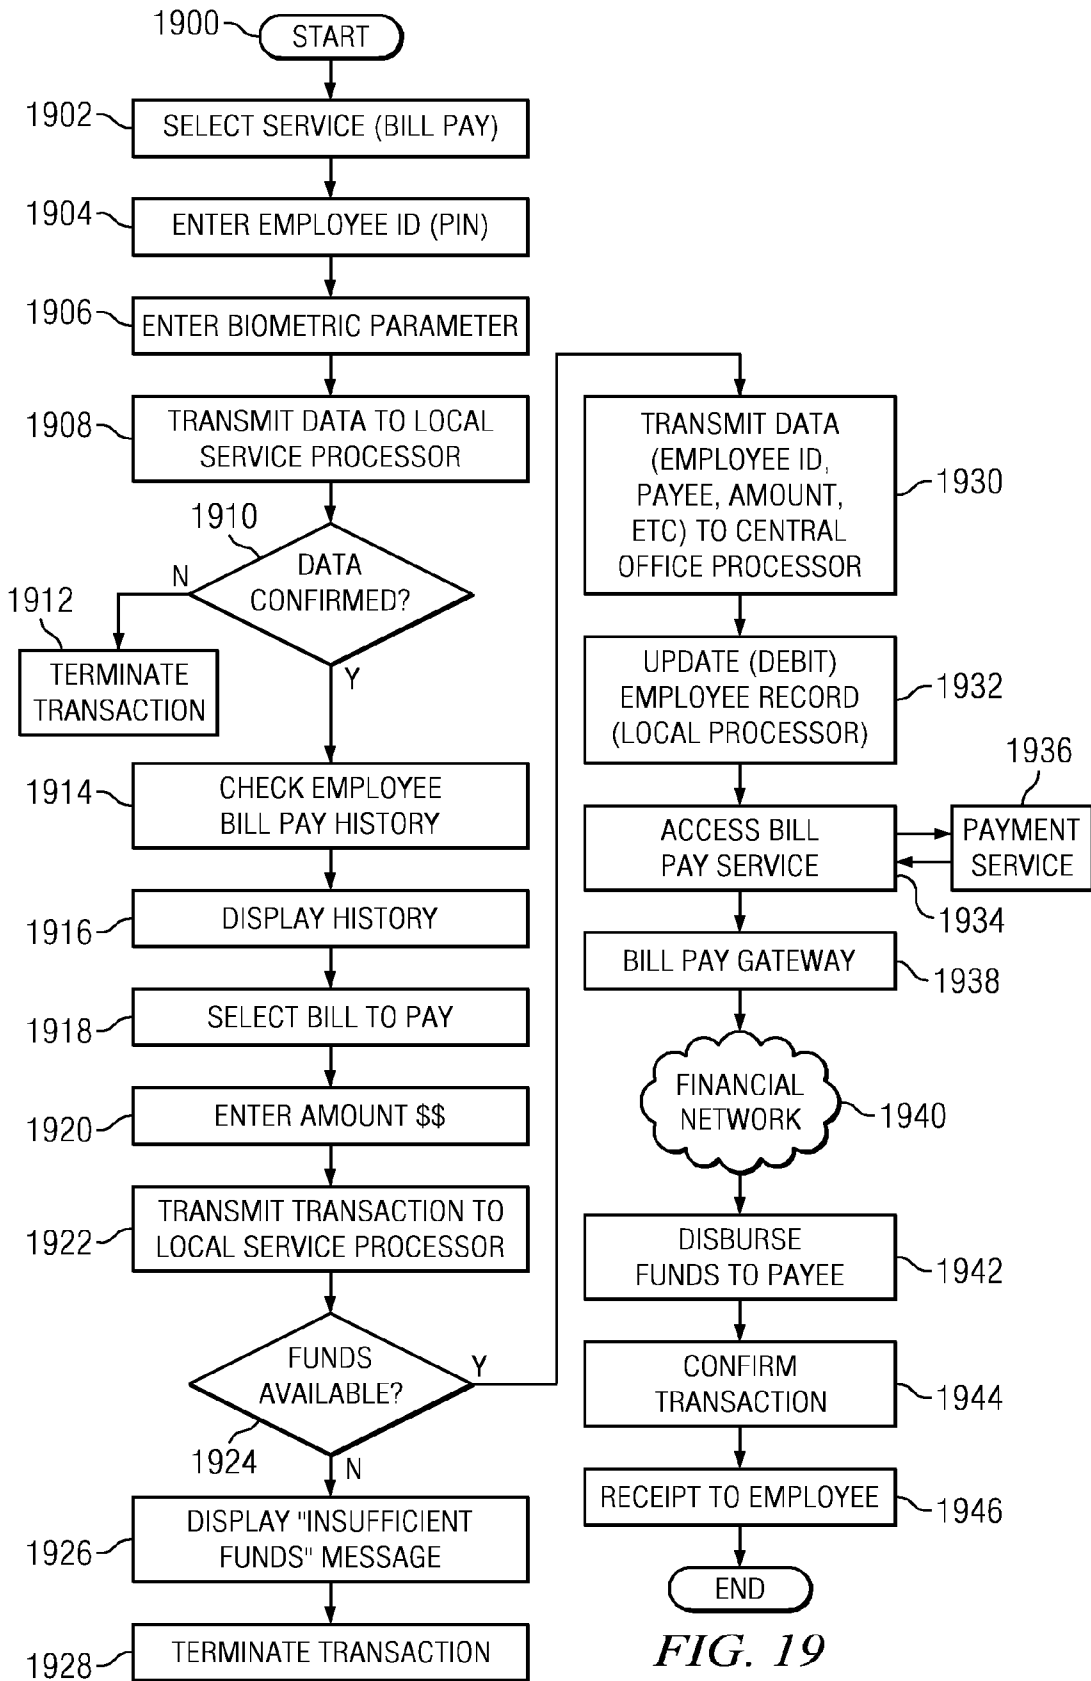 1900
START
1902
SELECT SERVICE (BILL PAY)
1904
ENTER EMPLOYEE ID (PIN)
1906
ENTER BIOMETRIC PARAMETER
1908
TRANSMIT DATA TO LOCAL
SERVICE PROCESSOR
1910
DATA
CONFIRMED?
N
Y
1912
TERMINATE
TRANSACTION
1914
CHECK EMPLOYEE
BILL PAY HISTORY
1916
DISPLAY HISTORY
1918
SELECT BILL TO PAY
1920
ENTER AMOUNT $$
1922
TRANSMIT TRANSACTION TO
LOCAL SERVICE PROCESSOR
FUNDS
AVAILABLE?
Y
1924
N
1926
DISPLAY "INSUFFICIENT
FUNDS" MESSAGE
1928
TERMINATE TRANSACTION
TRANSMIT DATA
(EMPLOYEE ID,
PAYEE, AMOUNT,
ETC) TO CENTRAL
OFFICE PROCESSOR
1930
UPDATE (DEBIT)
EMPLOYEE RECORD
(LOCAL PROCESSOR)
1932
ACCESS BILL
PAY SERVICE
1934
1936
PAYMENT
SERVICE
BILL PAY GATEWAY
1938
FINANCIAL
NETWORK
1940
DISBURSE
FUNDS TO PAYEE
1942
CONFIRM
TRANSACTION
1944
RECEIPT TO EMPLOYEE
1946
END
FIG. 19